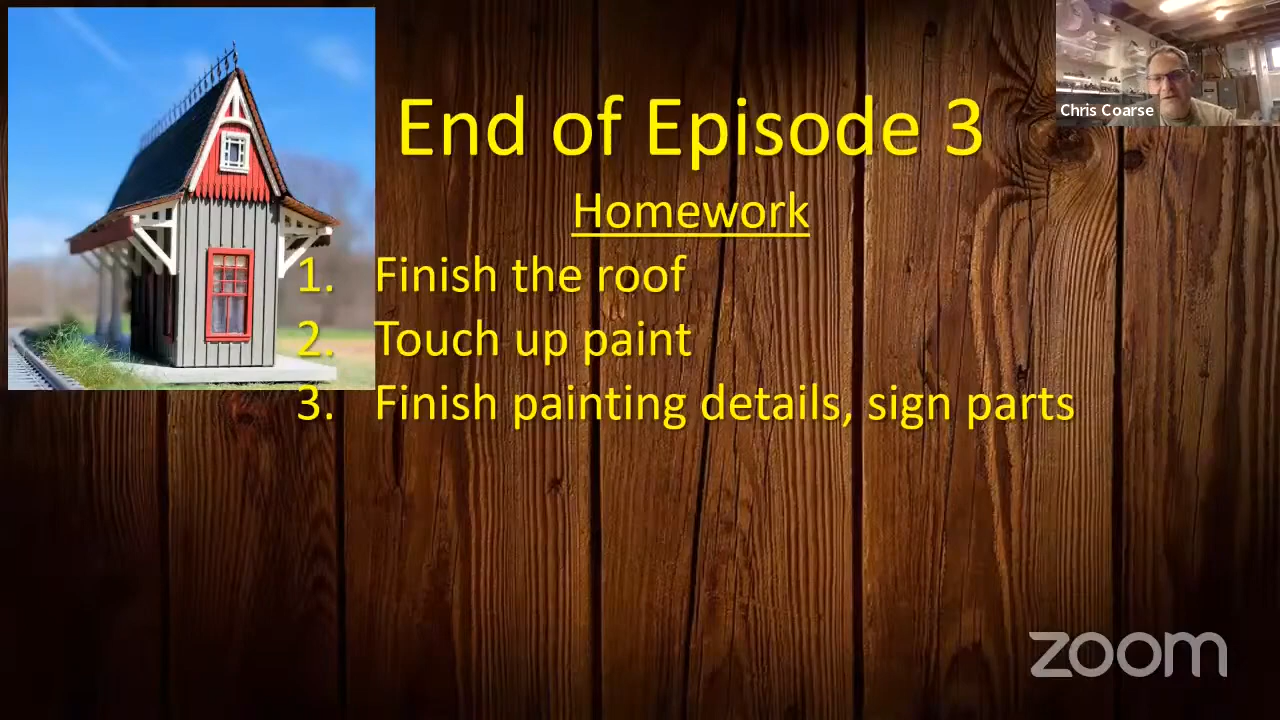 End of Episode 3
Chris Coarse
Homework
1. Finish the roof
2. Touch up paint
3. Finish painting details, sign parts
zoom